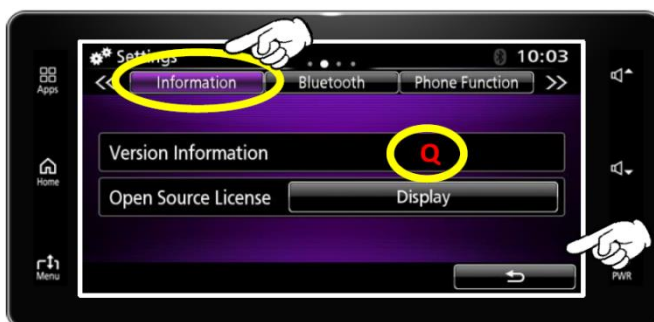 Settings 10:03
<< Information Bluetooth Phone Function >>
Apps
Version Information Q
Home
Open Source License Display
Menu
PWR